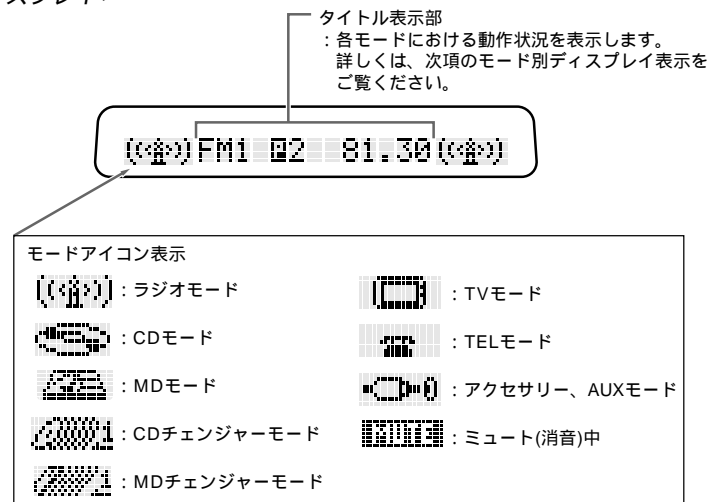 タイトル表示部
：各モードにおける動作状況を表示します。
詳しくは、次項のモード別ディスプレイ表示を
ご覧ください。
FM1 P2 81.30
モードアイコン表示
：ラジオモード
：CDモード
：MDモード
：CDチェンジャーモード
：MDチェンジャーモード
：TVモード
：TELモード
：アクセサリー、AUXモード
MUTE：ミュート(消音)中